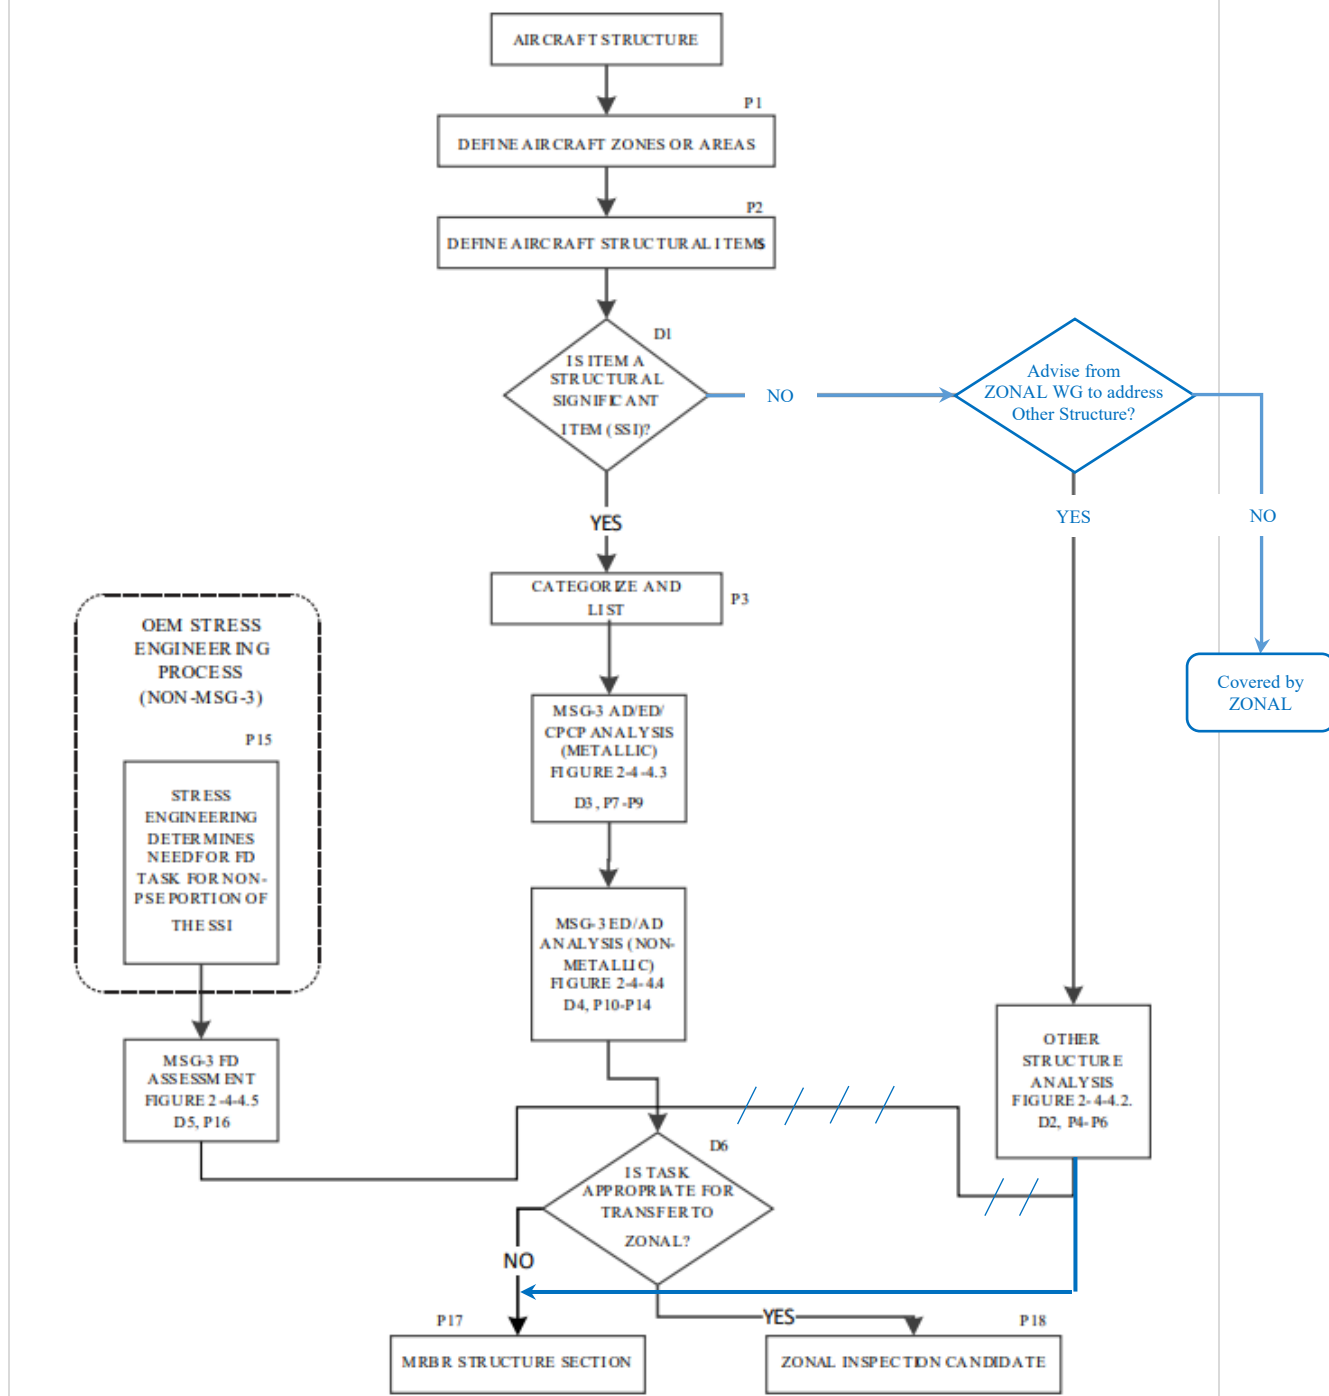 AIRCRAFT STRUCTURE
P1
DEFINE AIRCRAFT ZONES OR AREAS
P2
DEFINE AIRCRAFT STRUCTURAL ITEMS
D1
IS ITEM A
STRUCTURAL
SIGNIFICANT
ITEM (SSI)?
NO
Advise from
ZONAL WG to address
Other Structure?
YES
YES
NO
CATEGORIZE AND
LIST
P3
OEM STRESS
ENGINEERING
PROCESS
(NON-MSG-3)
P15
STRESS
ENGINEERING
DETERMINES
NEED FOR FD
TASK FOR NON-
PSE PORTION OF
THE SSI
MSG-3 AD/ED/
CPCP ANALYSIS
(METALLIC)
FIGURE 2-4-4.3
D3, P7-P9
Covered by
ZONAL
MSG-3 ED/AD
ANALYSIS (NON-
METALLIC)
FIGURE 2-4-4.4
D4, P10-P14
MSG-3 FD
ASSESSMENT
FIGURE 2-4-4.5
D5, P16
OTHER
STRUCTURE
ANALYSIS
FIGURE 2-4-4.2.
D2, P4-P6
D6
IS TASK
APPROPRIATE FOR
TRANSFER TO
ZONAL?
NO
YES
P17
MRBR STRUCTURE SECTION
P18
ZONAL INSPECTION CANDIDATE